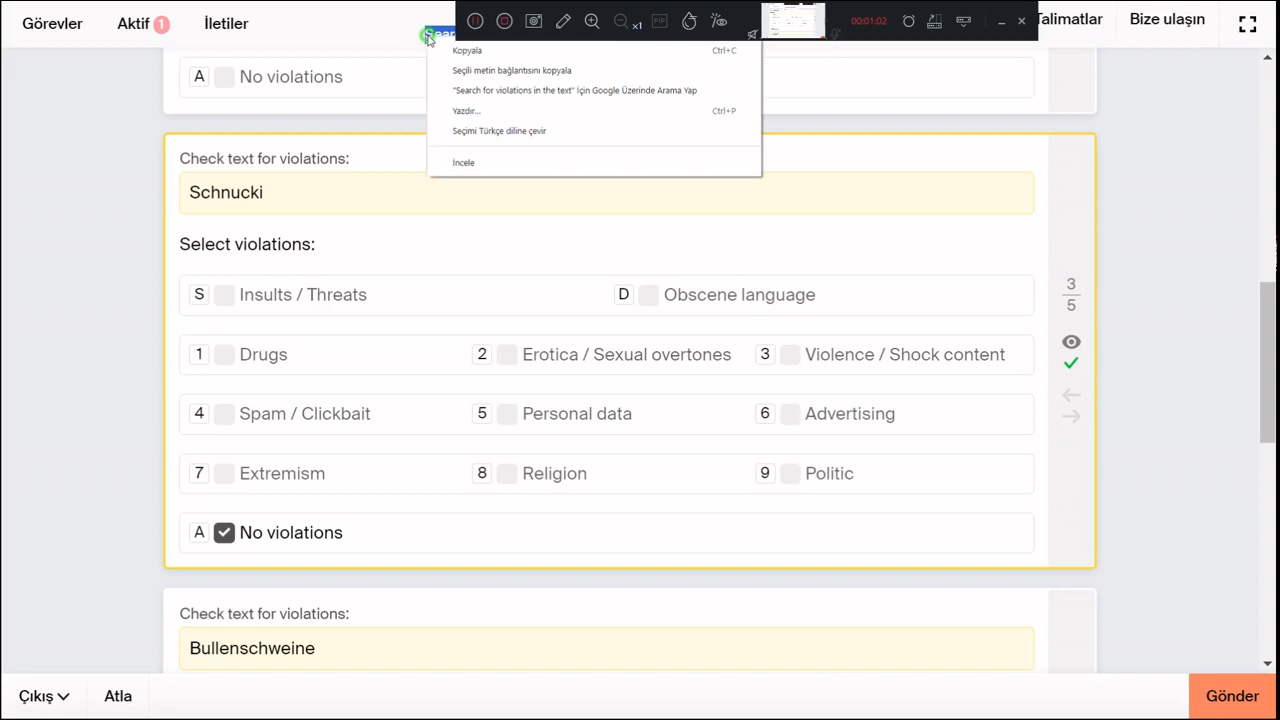 Görevler
Aktif 1
İletiler
x1
PIP
00:01:02
Talimatlar
Bize ulaşın
Kopyala Ctrl+C
Seçili metin bağlantısını kopyala
"Search for violations in the text" İçin Google Üzerinde Arama Yap
Yazdır... Ctrl+P
Seçimi Türkçe diline çevir
İncele
A No violations
Check text for violations:
Schnucki
Select violations:
S Insults / Threats
D Obscene language
1 Drugs
2 Erotica / Sexual overtones
3 Violence / Shock content
4 Spam / Clickbait
5 Personal data
6 Advertising
7 Extremism
8 Religion
9 Politic
A No violations
3
5
Check text for violations:
Bullenschweine
Çıkış
Atla
Gönder